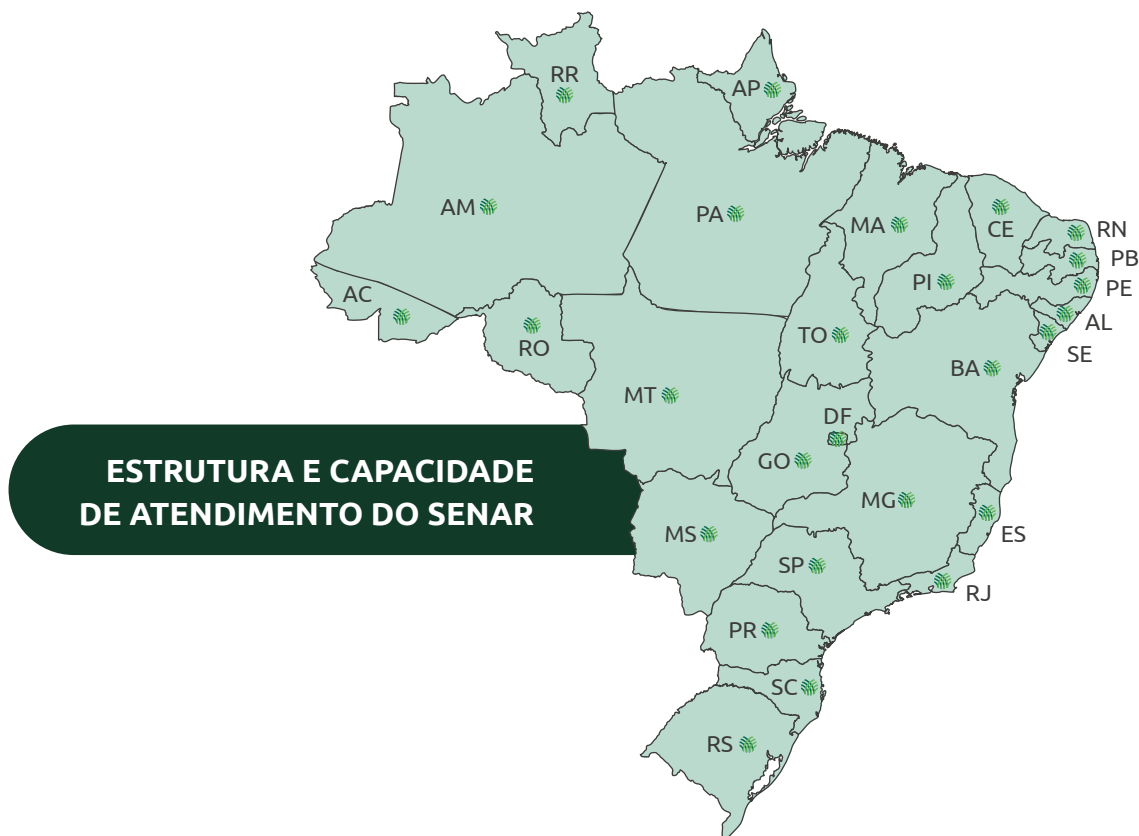 RR
AP
AM
PA
MA
CE
RN
PB
PE
AL
SE
PI
AC
RO
TO
BA
MT
DF
GO
MG
ES
MS
SP
RJ
PR
SC
RS
ESTRUTURA E CAPACIDADE
DE ATENDIMENTO DO SENAR